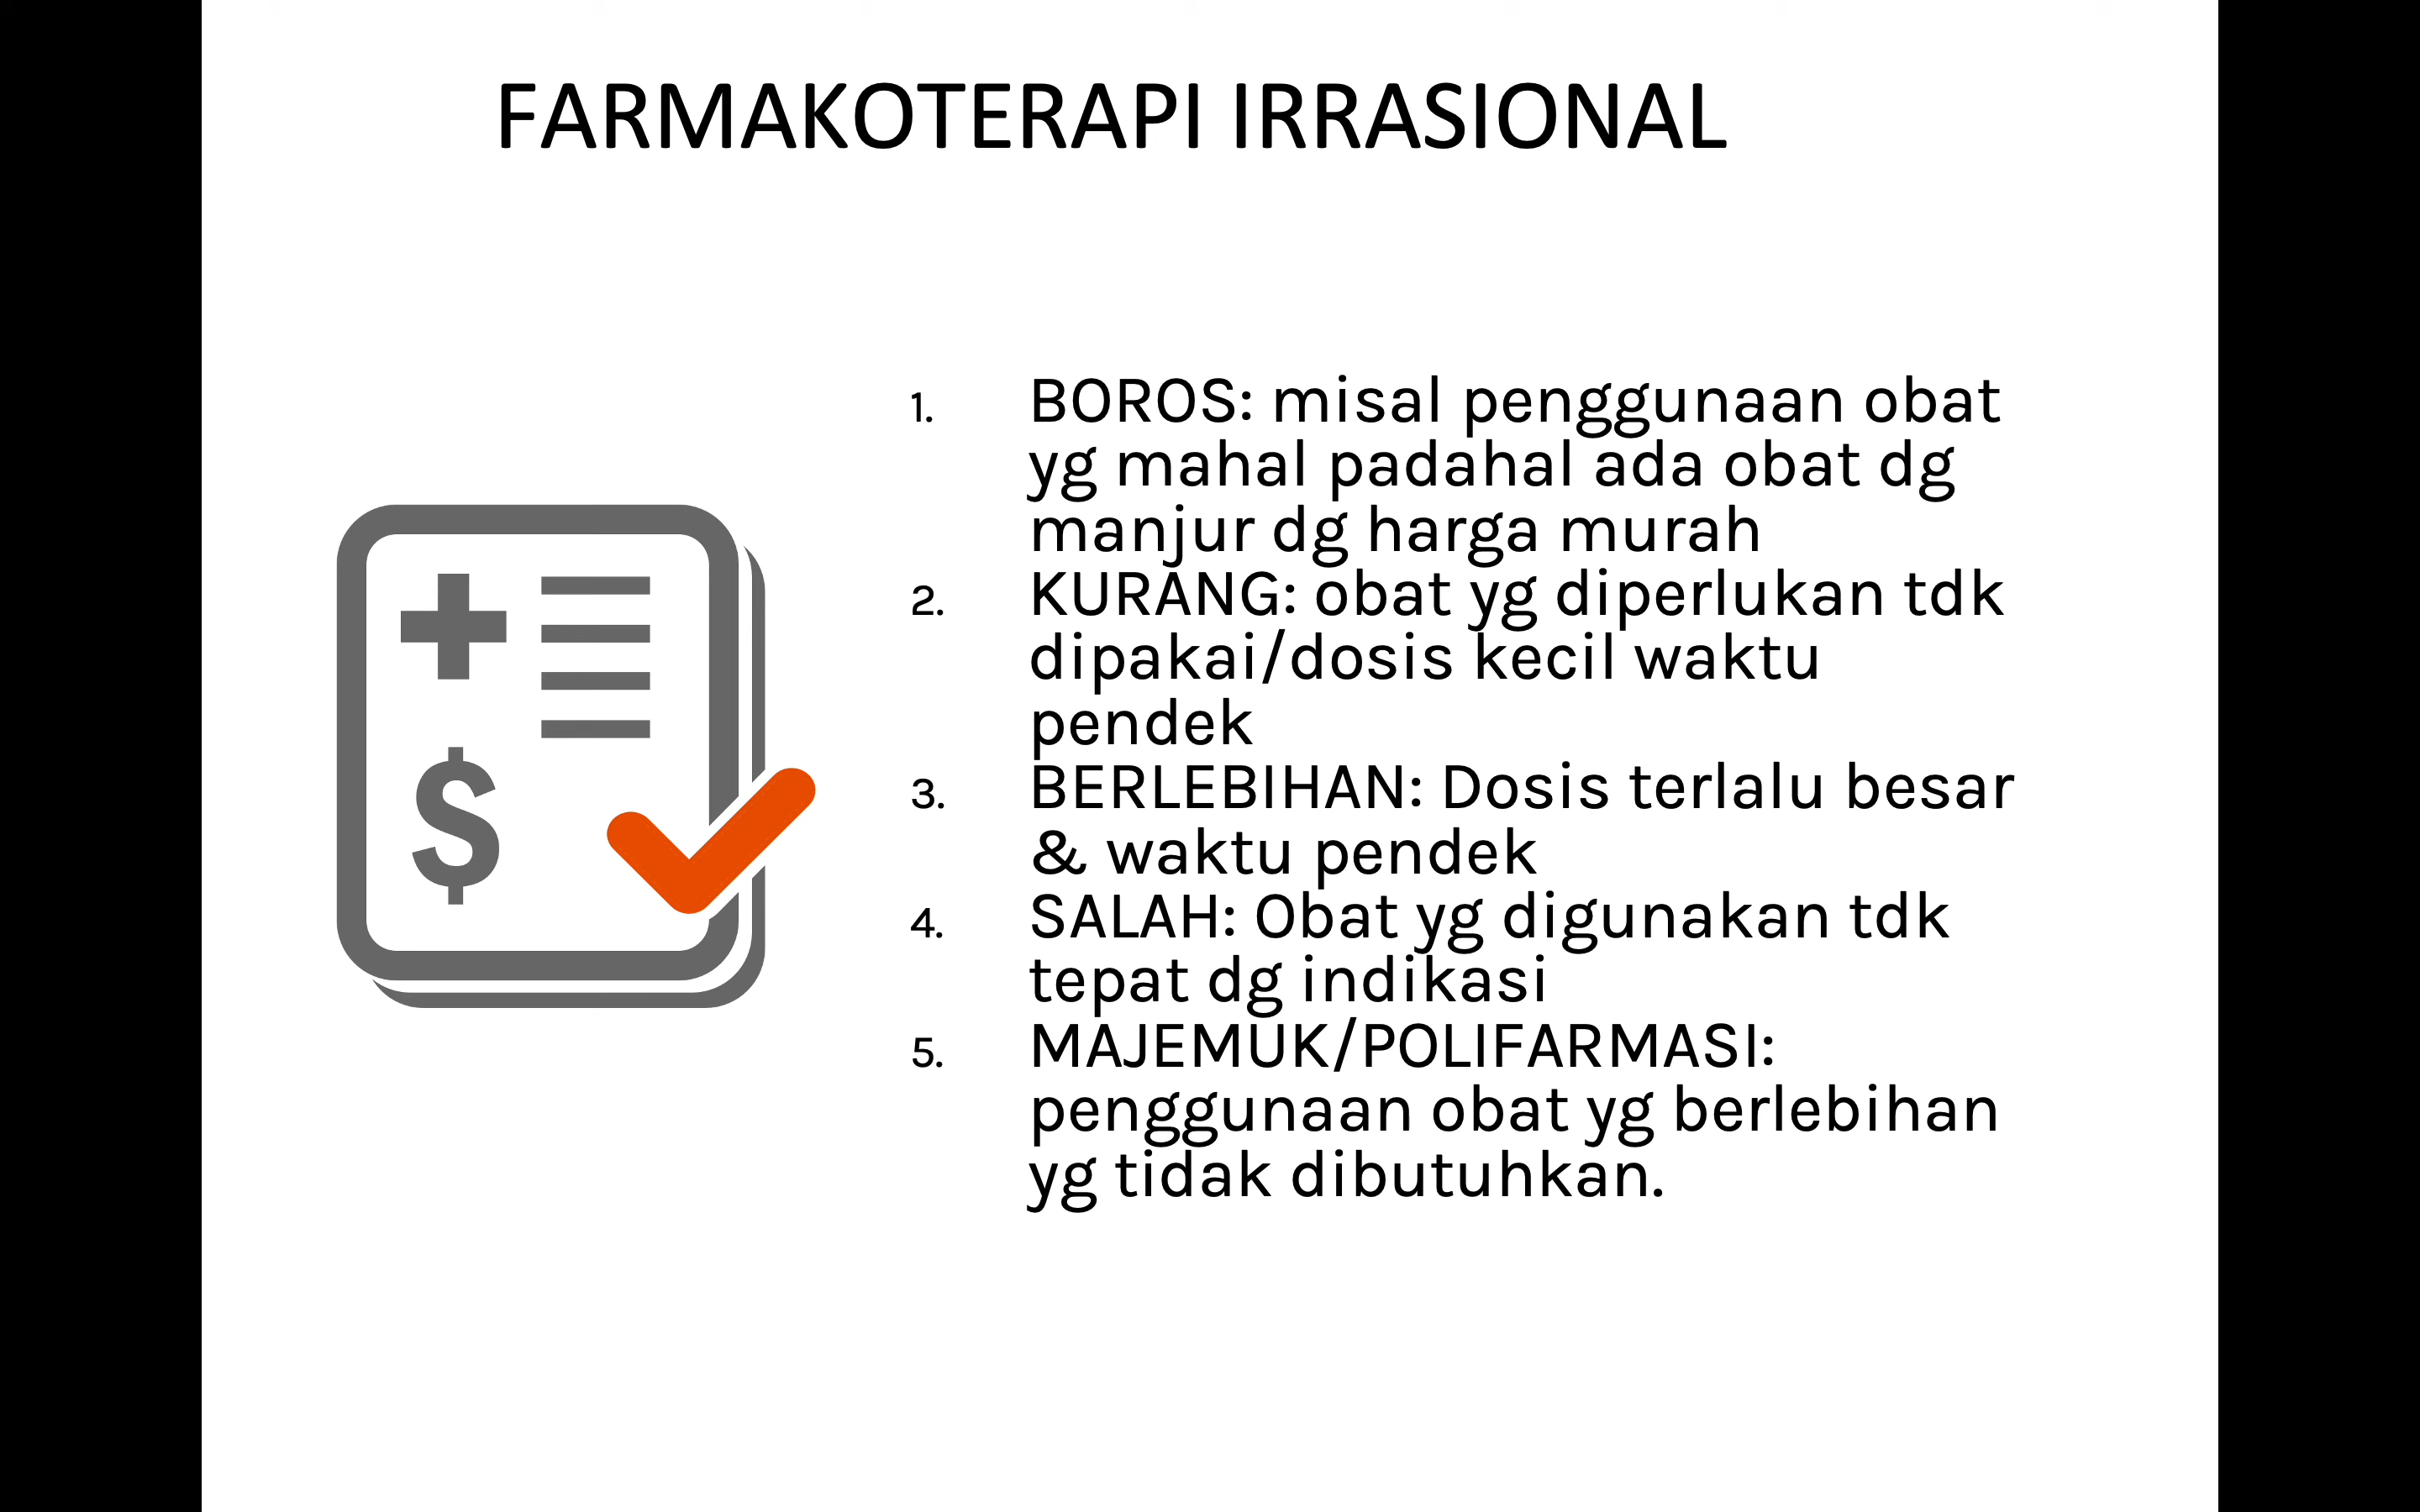 FARMAKOTERAPI IRRASIONAL
1. BOROS: misal penggunaan obat
yg mahal padahal ada obat dg
manjur dg harga murah
2. KURANG: obat yg diperlukan tdk
dipakai/dosis kecil waktu
pendek
3. BERLEBIHAN: Dosis terlalu besar
& waktu pendek
4. SALAH: Obat yg digunakan tdk
tepat dg indikasi
5. MAJEMUK/POLIFARMASI:
penggunaan obat yg berlebihan
yg tidak dibutuhkan.
$